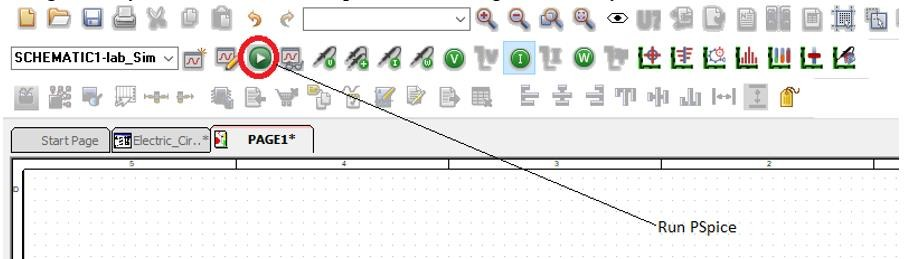 U?
SCHEMATIC1-lab_Sim
V
I
W
Start Page
Electric_Cir..*
PAGE1*
5
4
3
2
D
Run PSpice